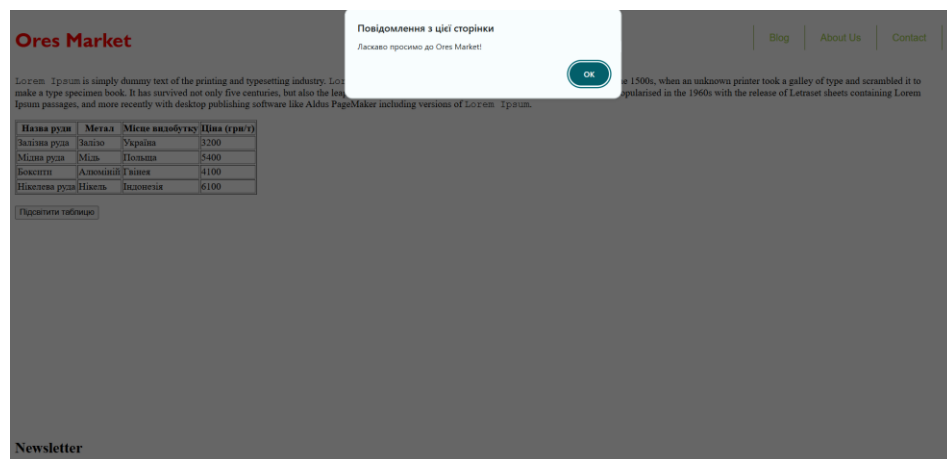 Ores Market
Повідомлення з цієї сторінки
Ласкаво просимо до Ores Market!
ОК
Blog
About Us
Contact
Lorem Ipsum is simply dummy text of the printing and typesetting industry. Lor e 1500s, when an unknown printer took a galley of type and scrambled it to
make a type specimen book. It has survived not only five centuries, but also the leap opularised in the 1960s with the release of Letraset sheets containing Lorem
Ipsum passages, and more recently with desktop publishing software like Aldus PageMaker including versions of Lorem Ipsum.
Назва руди Метал Місце видобутку Ціна (грн/т)
Залізна руда Залізо Україна 3200
Мідна руда Мідь Польща 5400
Боксити Алюміній Гвінея 4100
Нікелева руда Нікель Індонезія 6100
Підсвітити таблицю
Newsletter